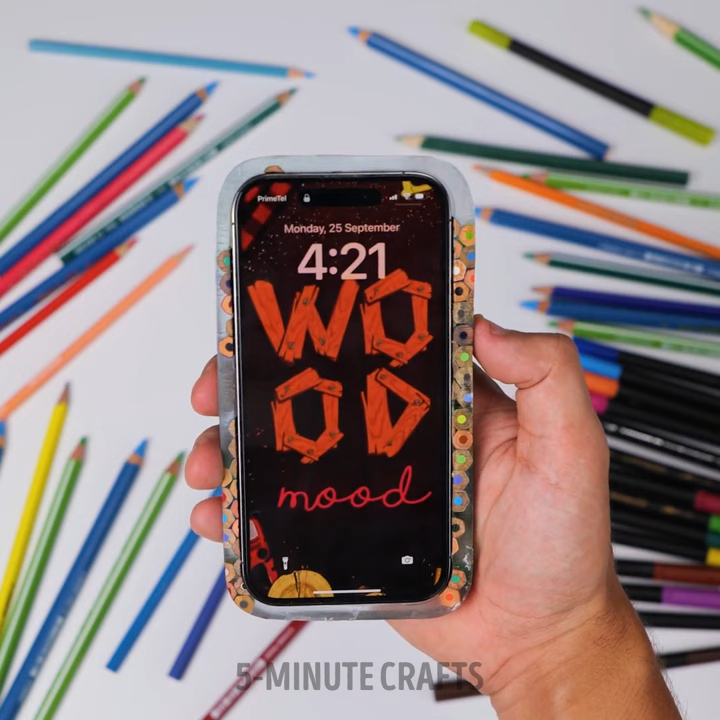 PrimeTel
Monday, 25 September
4:21
WO
OD
mood
5-MINUTE CRAFTS